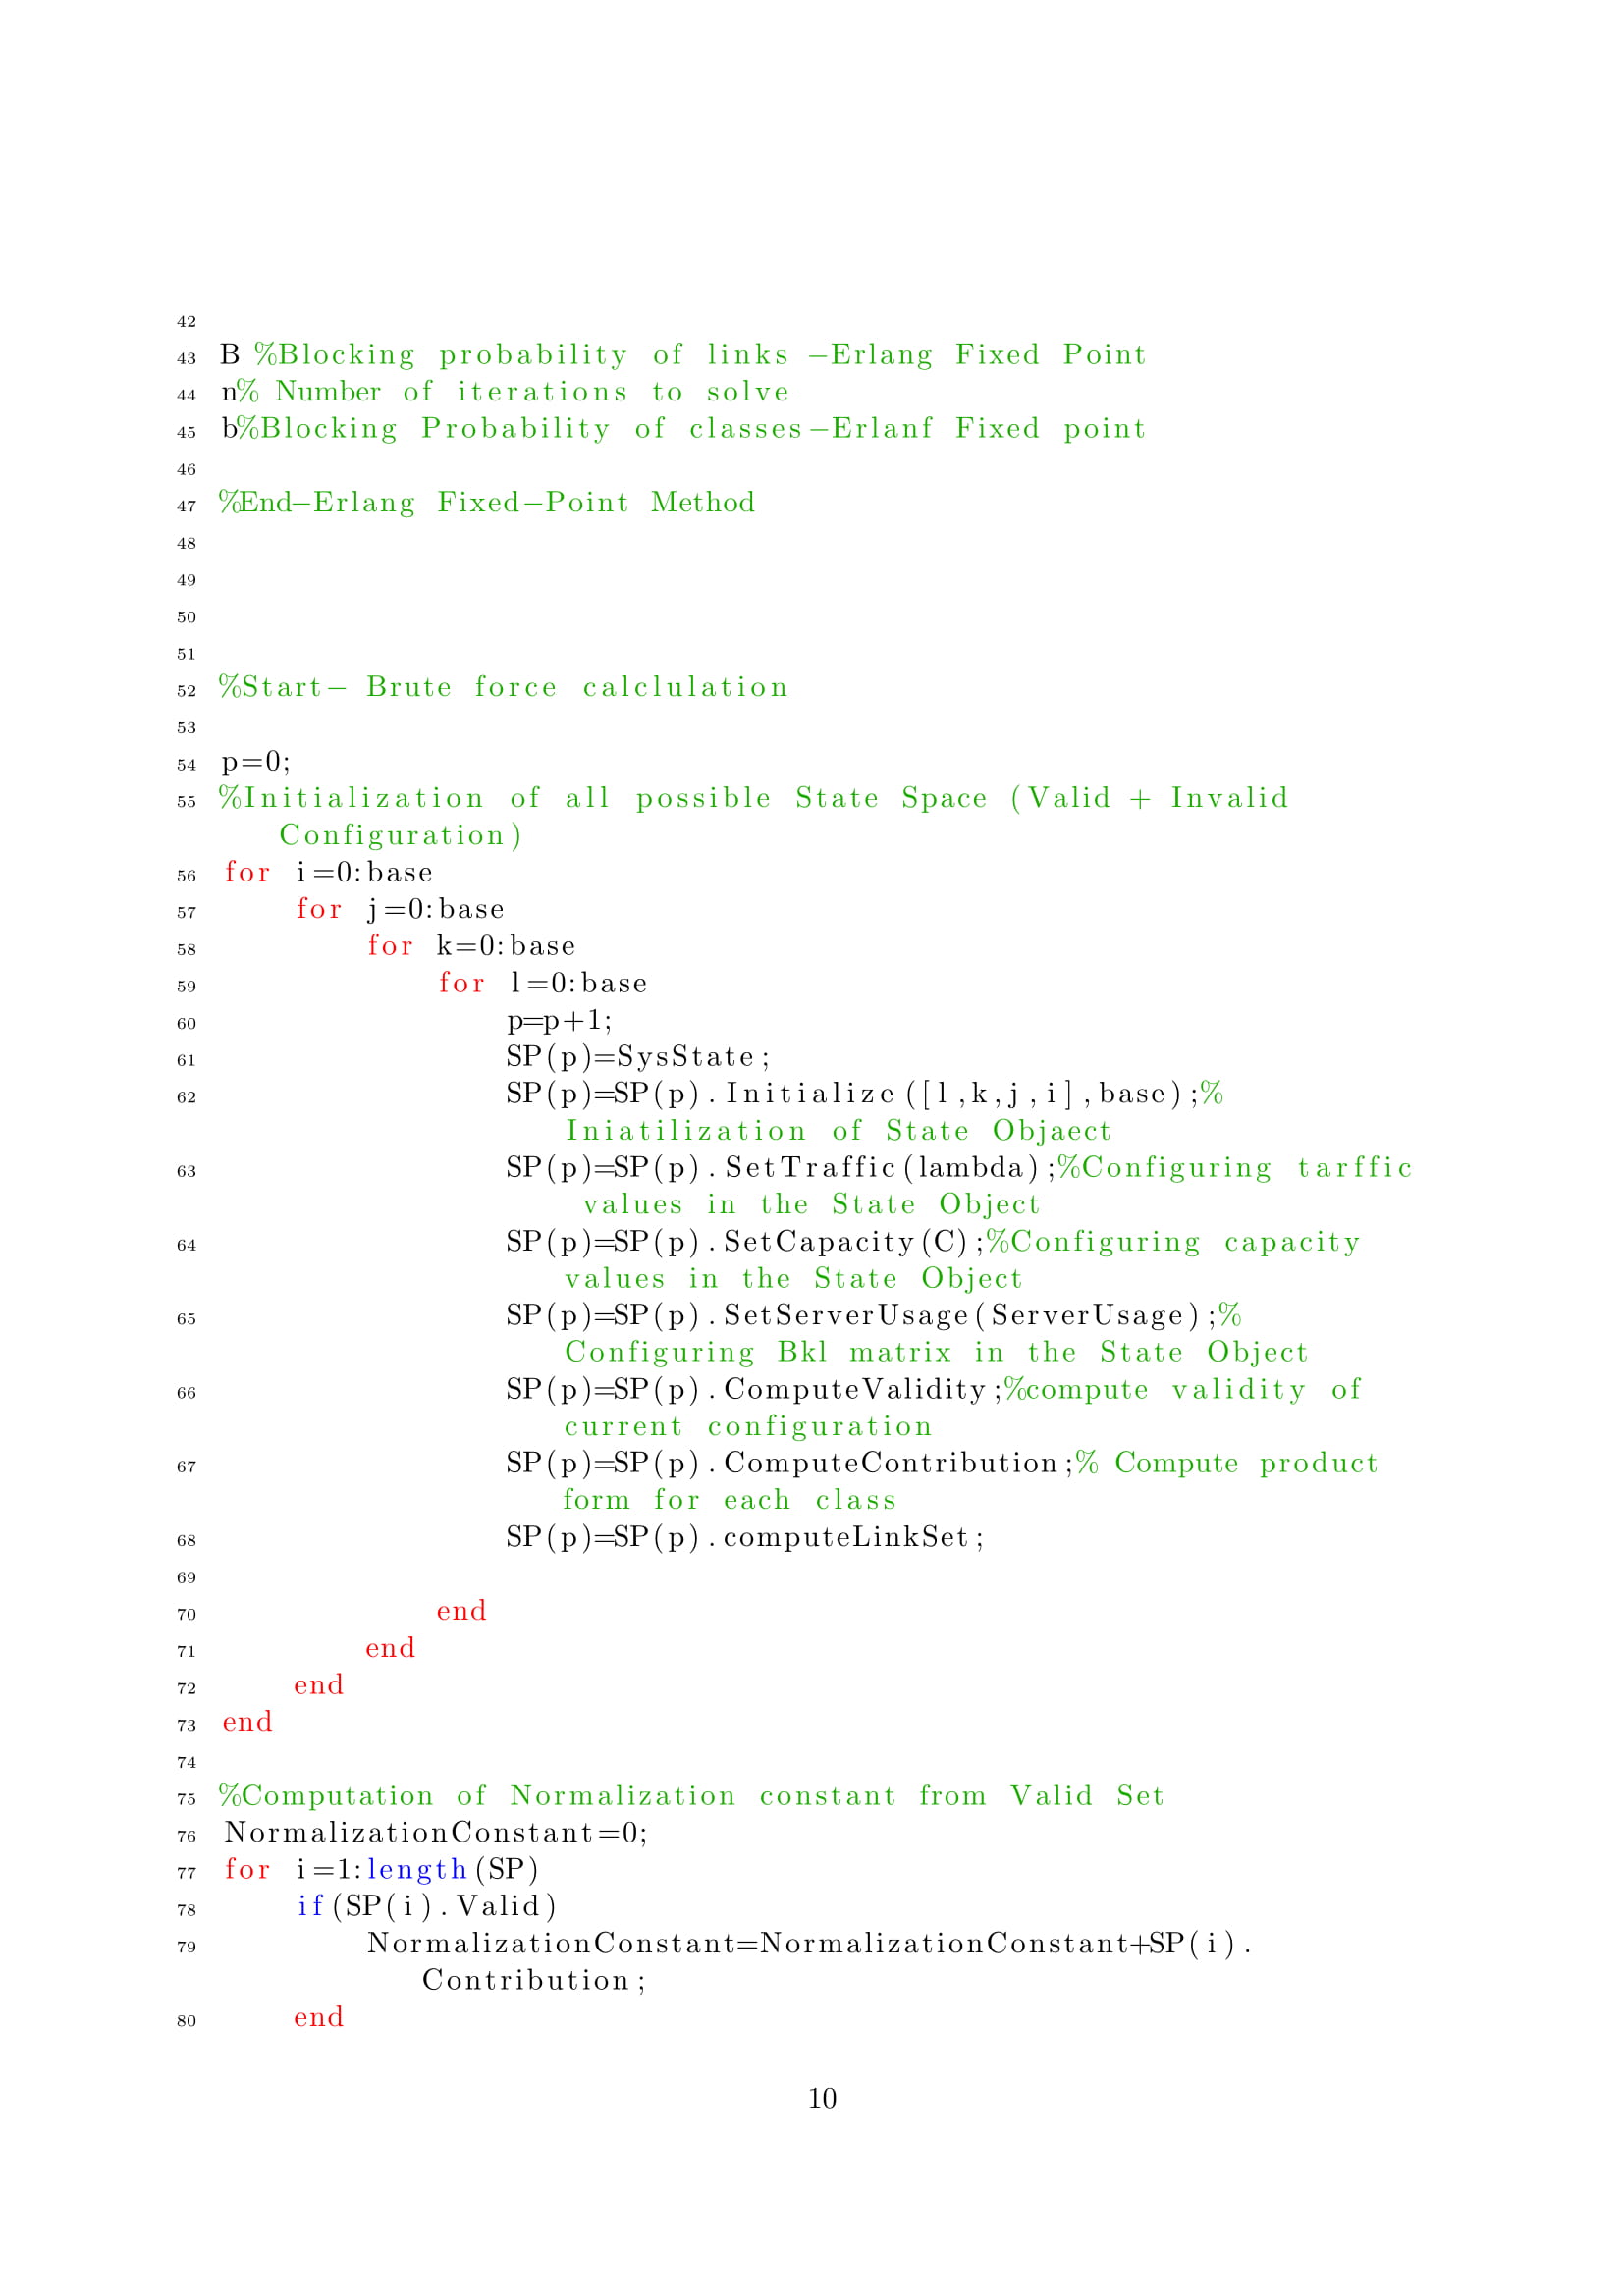 42
43 B %Blocking probability of links -Erlang Fixed Point
44 n% Number of iterations to solve
45 b%Blocking Probability of classes-Erlanf Fixed point
46
47 %End-Erlang Fixed-Point Method
48
49
50
51
52 %Start- Brute force calclulation
53
54 p=0;
55 %Initialization of all possible State Space (Valid + Invalid
Configuration)
56 for i=0:base
57 for j=0:base
58 for k=0:base
59 for l=0:base
60 p=p+1;
61 SP(p)=SysState;
62 SP(p)=SP(p).Initialize([l,k,j,i],base);%
Iniatilization of State Objaect
63 SP(p)=SP(p).SetTraffic(lambda);%Configuring tarffic
values in the State Object
64 SP(p)=SP(p).SetCapacity(C);%Configuring capacity
values in the State Object
65 SP(p)=SP(p).SetServerUsage(ServerUsage);%
Configuring Bkl matrix in the State Object
66 SP(p)=SP(p).ComputeValidity;%compute validity of
current configuration
67 SP(p)=SP(p).ComputeContribution;% Compute product
form for each class
68 SP(p)=SP(p).computeLinkSet;
69
70 end
71 end
72 end
73 end
74
75 %Computation of Normalization constant from Valid Set
76 NormalizationConstant=0;
77 for i=1:length(SP)
78 if(SP(i).Valid)
79 NormalizationConstant=NormalizationConstant+SP(i).
Contribution;
80 end
10